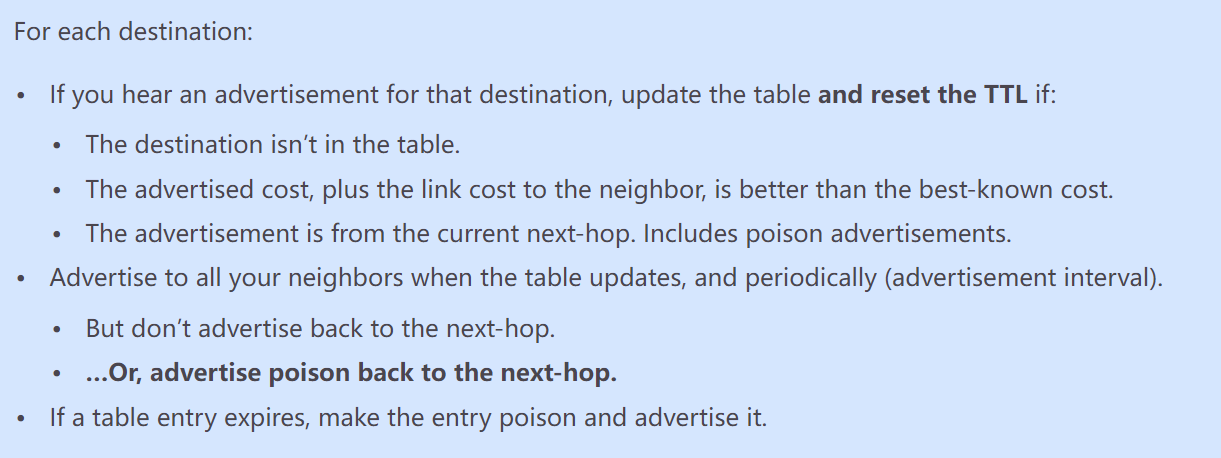 For each destination:
• If you hear an advertisement for that destination, update the table and reset the TTL if:
• The destination isn’t in the table.
• The advertised cost, plus the link cost to the neighbor, is better than the best-known cost.
• The advertisement is from the current next-hop. Includes poison advertisements.
• Advertise to all your neighbors when the table updates, and periodically (advertisement interval).
• But don’t advertise back to the next-hop.
• …Or, advertise poison back to the next-hop.
• If a table entry expires, make the entry poison and advertise it.